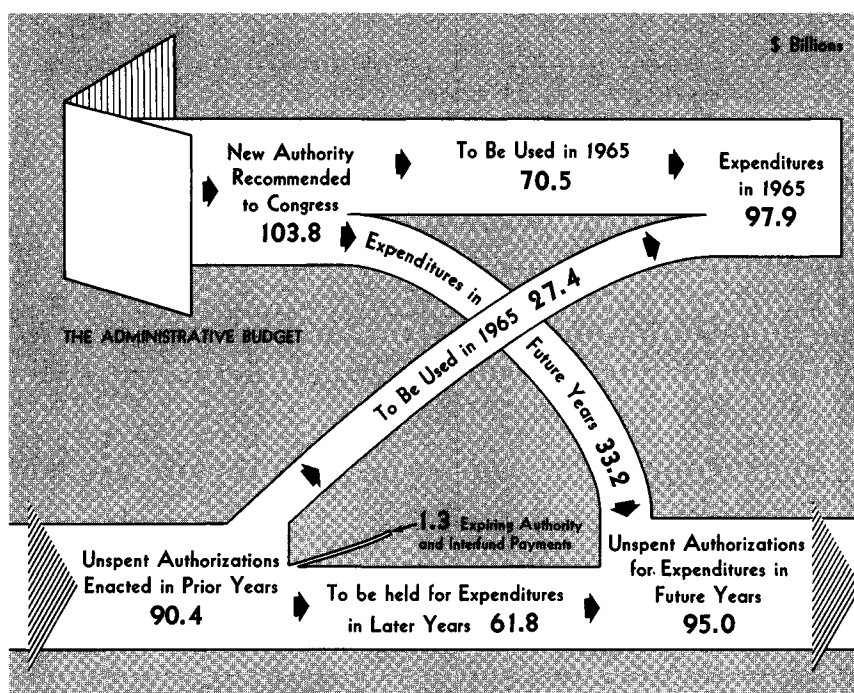 $ Billions
New Authority
Recommended
to Congress
103.8
To Be Used in 1965
70.5
Expenditures
in 1965
97.9
Expenditures in Future Years 33.2
To Be Used in 1965 27.4
THE ADMINISTRATIVE BUDGET
1.3 Expiring Authority
and Interfund Payments
Unspent Authorizations
Enacted in Prior Years
90.4
To be held for Expenditures
in Later Years 61.8
Unspent Authorizations
for Expenditures in
Future Years
95.0